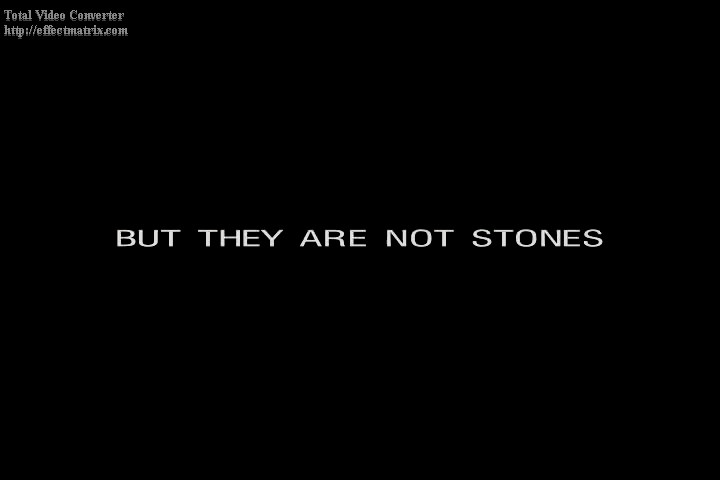 Total Video Converter
http://effectmatrix.com
BUT THEY ARE NOT STONES